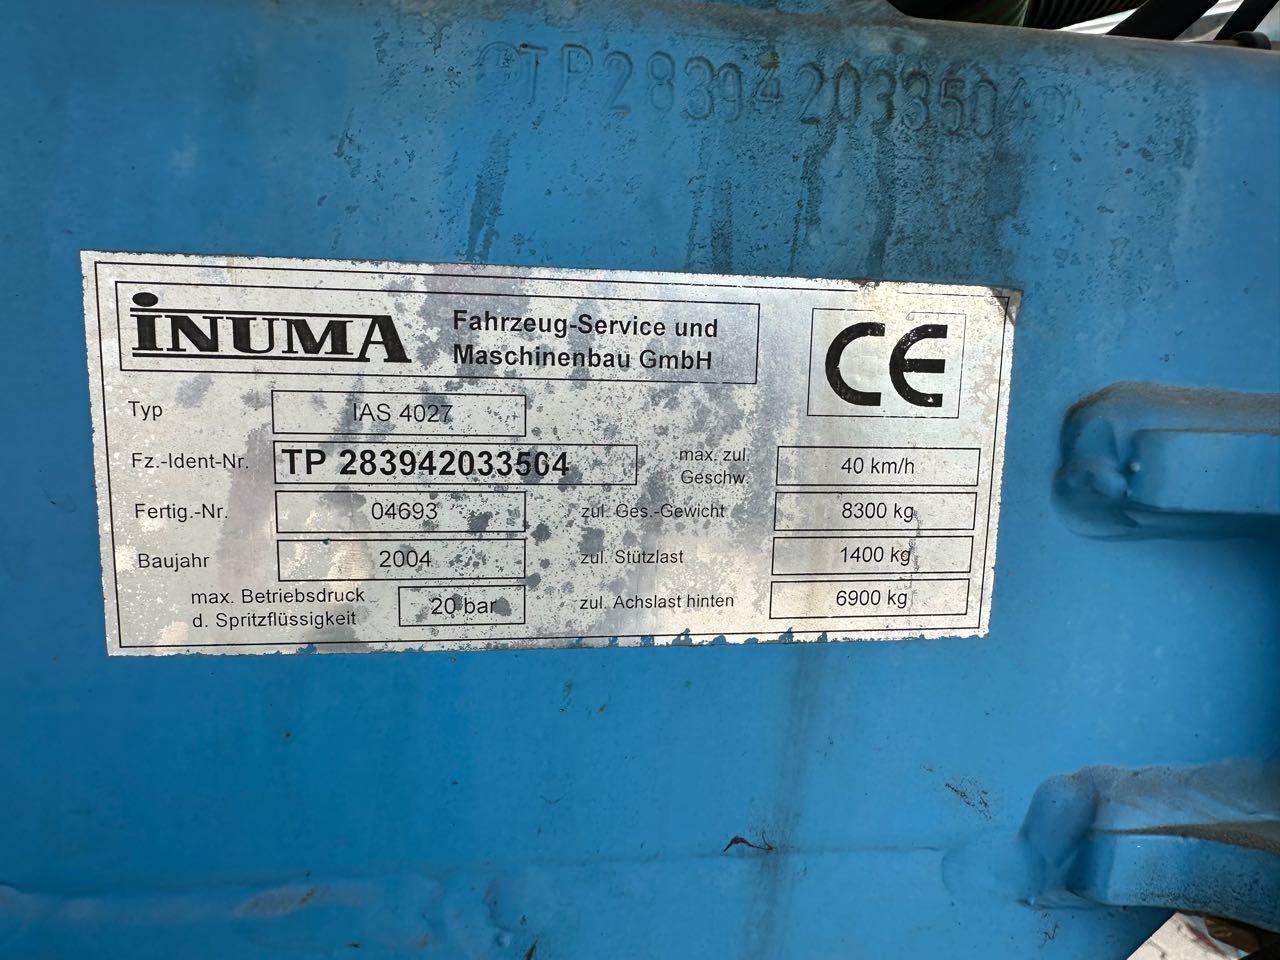 TP283942033504
iNUMA
Fahrzeug-Service und
Maschinenbau GmbH
CE
Typ IAS 4027
Fz.-Ident-Nr. TP 283942033504
max. zul. Geschw. 40 km/h
Fertig.-Nr. 04693
zul. Ges.-Gewicht 8300 kg
Baujahr 2004
zul. Stützlast 1400 kg
max. Betriebsdruck
d. Spritzflüssigkeit 20 bar
zul. Achslast hinten 6900 kg